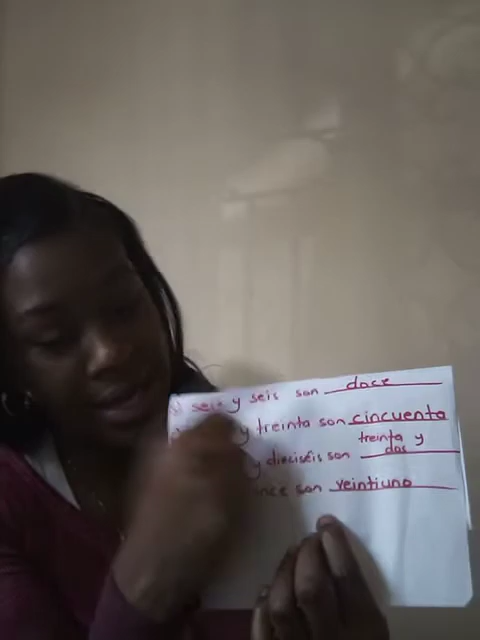 seis y seis son doce
y treinta son cincuenta
treinta y
y dieciséis son dos
son veintiuno